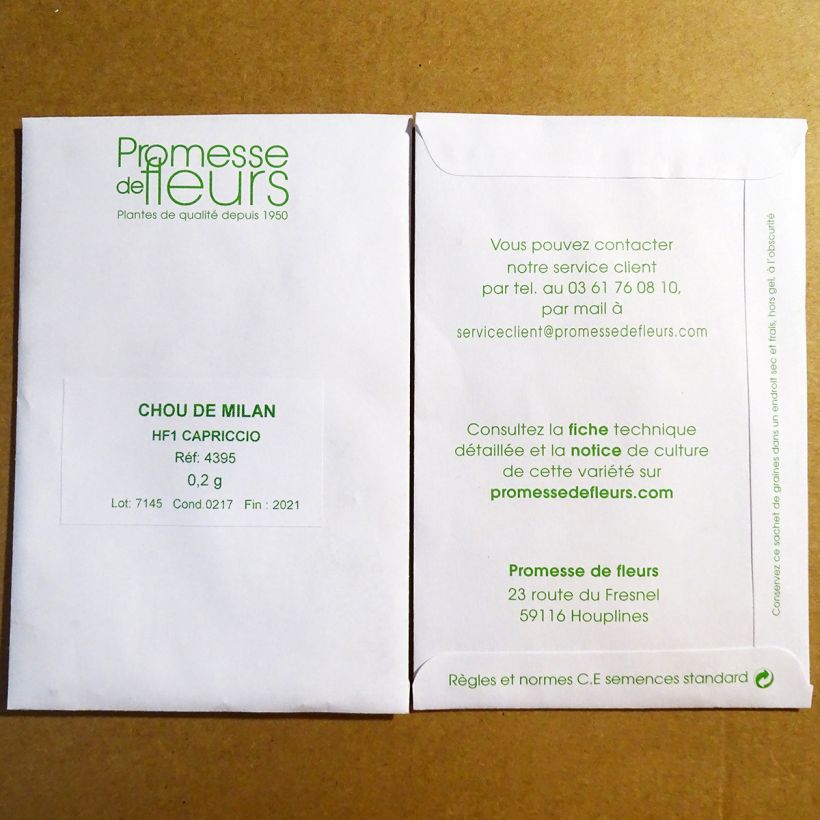 Promesse
de fleurs
Plantes de qualité depuis 1950
CHOU DE MILAN
HF1 CAPRICCIO
Réf: 4395
0,2 g
Lot: 7145 Cond.0217 Fin : 2021
Vous pouvez contacter
notre service client
par tel. au 03 61 76 08 10,
par mail à
serviceclient@promessedefleurs.com
Consultez la fiche technique
détaillée et la notice de culture
de cette variété sur
promessedefleurs.com
Promesse de fleurs
23 route du Fresnel
59116 Houplines
Règles et normes C.E semences standard
Conservez ce sachet de graines dans un endroit sec et frais, hors gel, à l'obscurité